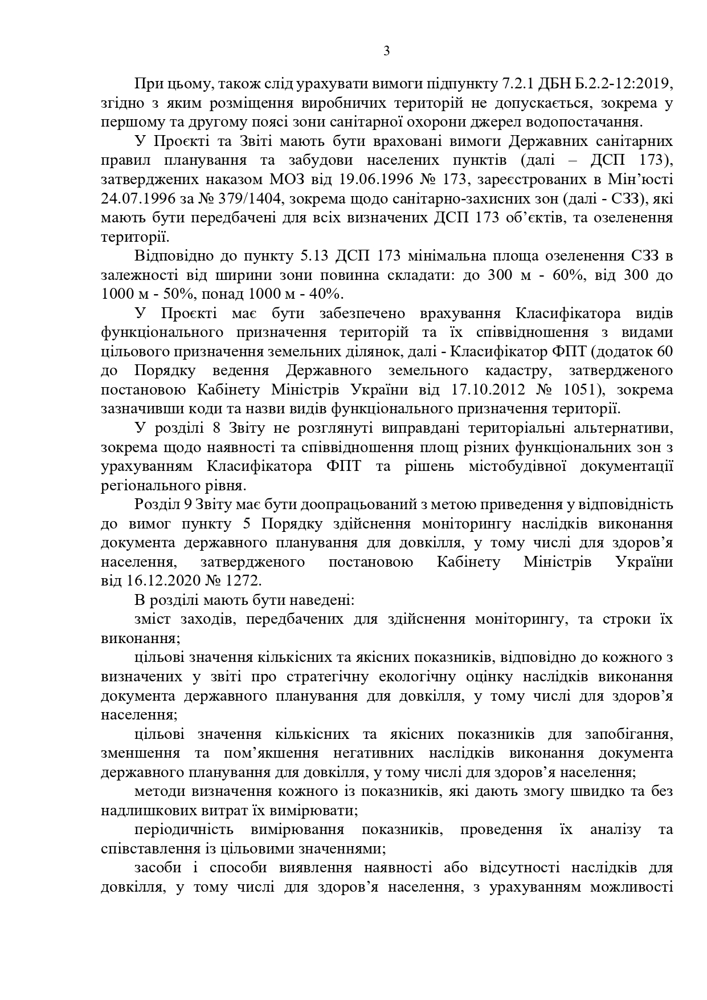 3
При цьому, також слід урахувати вимоги підпункту 7.2.1 ДБН Б.2.2-12:2019,
згідно з яким розміщення виробничих територій не допускається, зокрема у
першому та другому поясі зони санітарної охорони джерел водопостачання.
У Проєкті та Звіті мають бути враховані вимоги Державних санітарних
правил планування та забудови населених пунктів (далі – ДСП 173),
затверджених наказом МОЗ від 19.06.1996 № 173, зареєстрованих в Мін’юсті
24.07.1996 за № 379/1404, зокрема щодо санітарно-захисних зон (далі - СЗЗ), які
мають бути передбачені для всіх визначених ДСП 173 об’єктів, та озеленення
території.
Відповідно до пункту 5.13 ДСП 173 мінімальна площа озеленення СЗЗ в
залежності від ширини зони повинна складати: до 300 м - 60%, від 300 до
1000 м - 50%, понад 1000 м - 40%.
У Проєкті має бути забезпечено врахування Класифікатора видів
функціонального призначення територій та їх співвідношення з видами
цільового призначення земельних ділянок, далі - Класифікатор ФПТ (додаток 60
до Порядку ведення Державного земельного кадастру, затвердженого
постановою Кабінету Міністрів України від 17.10.2012 № 1051), зокрема
зазначивши коди та назви видів функціонального призначення території.
У розділі 8 Звіту не розглянуті виправдані територіальні альтернативи,
зокрема щодо наявності та співвідношення площ різних функціональних зон з
урахуванням Класифікатора ФПТ та рішень містобудівної документації
регіонального рівня.
Розділ 9 Звіту має бути доопрацьований з метою приведення у відповідність
до вимог пункту 5 Порядку здійснення моніторингу наслідків виконання
документа державного планування для довкілля, у тому числі для здоров’я
населення, затвердженого постановою Кабінету Міністрів України
від 16.12.2020 № 1272.
В розділі мають бути наведені:
зміст заходів, передбачених для здійснення моніторингу, та строки їх
виконання;
цільові значення кількісних та якісних показників, відповідно до кожного з
визначених у звіті про стратегічну екологічну оцінку наслідків виконання
документа державного планування для довкілля, у тому числі для здоров’я
населення;
цільові значення кількісних та якісних показників для запобігання,
зменшення та пом’якшення негативних наслідків виконання документа
державного планування для довкілля, у тому числі для здоров’я населення;
методи визначення кожного із показників, які дають змогу швидко та без
надлишкових витрат їх вимірювати;
періодичність вимірювання показників, проведення їх аналізу та
співставлення із цільовими значеннями;
засоби і способи виявлення наявності або відсутності наслідків для
довкілля, у тому числі для здоров’я населення, з урахуванням можливості